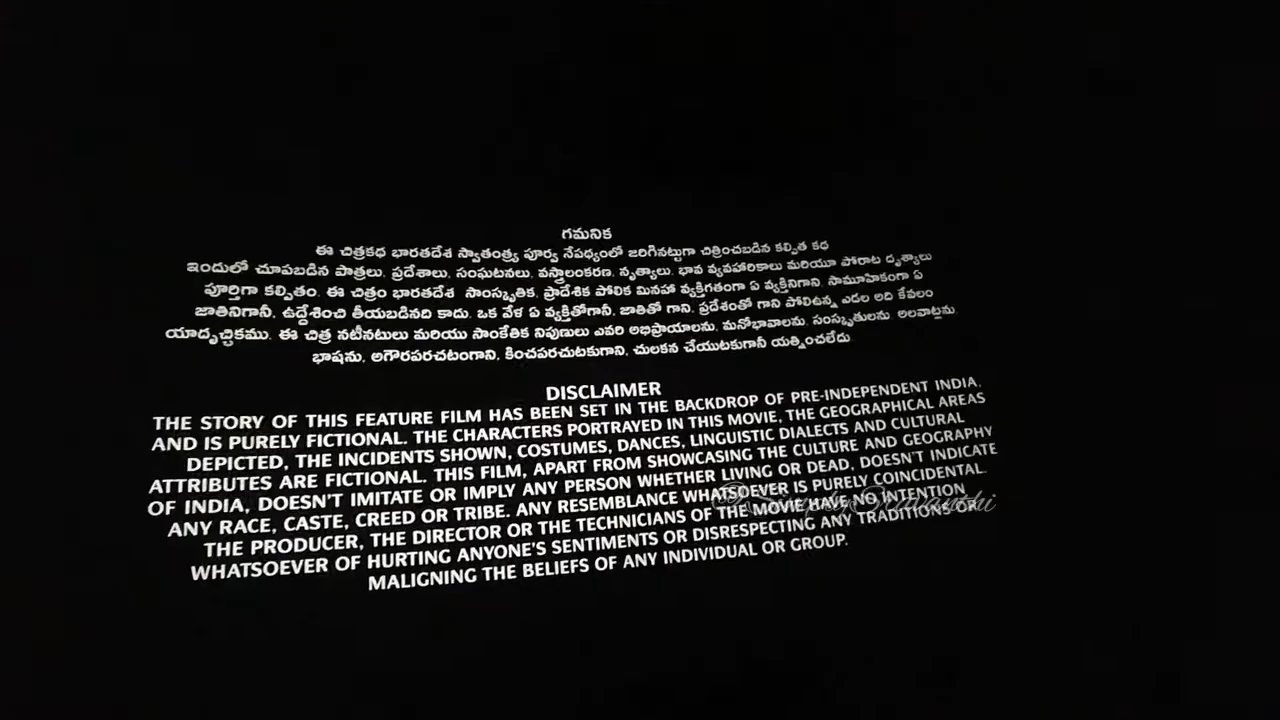 గమనిక
ఈ చిత్రకధ భారతదేశ స్వాతంత్ర్య పూర్వ నేపధ్యంలో జరిగినట్టుగా చిత్రించబడిన కల్పిత కధ
ఇందులో చూపబడిన పాత్రలు, ప్రదేశాలు, సంఘటనలు, వస్త్రాలంకరణ, నృత్యాలు, భావ వ్యవహారికాలు మరియూ పోరాట దృశ్యాలు
పూర్తిగా కల్పితం. ఈ చిత్రం భారతదేశ సాంస్కృతిక, ప్రాదేశిక పోలిక మినహా వ్యక్తిగతంగా ఏ వ్యక్తినిగాని, సామూహికంగా ఏ
జాతినిగానీ, ఉద్దేశించి తీయబడినది కాదు. ఒక వేళ ఏ వ్యక్తితోగానీ, జాతితో గాని, ప్రదేశంతో గాని పోలిఉన్న ఎడల అది కేవలం
యాదృచ్ఛికము. ఈ చిత్ర నటీనటులు మరియు సాంకేతిక నిపుణులు ఎవరి అభిప్రాయాలను, మనోభావాలను, సంస్కృతులను, అలవాట్లను,
భాషను, అగౌరపరచటంగాని, కించపరచుటకుగాని, చులకన చేయుటకుగానీ యత్నించలేదు
DISCLAIMER
THE STORY OF THIS FEATURE FILM HAS BEEN SET IN THE BACKDROP OF PRE-INDEPENDENT INDIA,
AND IS PURELY FICTIONAL. THE CHARACTERS PORTRAYED IN THIS MOVIE, THE GEOGRAPHICAL AREAS
DEPICTED, THE INCIDENTS SHOWN, COSTUMES, DANCES, LINGUISTIC DIALECTS AND CULTURAL
ATTRIBUTES ARE FICTIONAL. THIS FILM, APART FROM SHOWCASING THE CULTURE AND GEOGRAPHY
OF INDIA, DOESN'T IMITATE OR IMPLY ANY PERSON WHETHER LIVING OR DEAD, DOESN'T INDICATE
ANY RACE, CASTE, CREED OR TRIBE. ANY RESEMBLANCE WHATSOEVER IS PURELY COINCIDENTAL.
THE PRODUCER, THE DIRECTOR OR THE TECHNICIANS OF THE MOVIE HAVE NO INTENTION
WHATSOEVER OF HURTING ANYONE'S SENTIMENTS OR DISRESPECTING ANY TRADITIONS OR
MALIGNING THE BELIEFS OF ANY INDIVIDUAL OR GROUP.